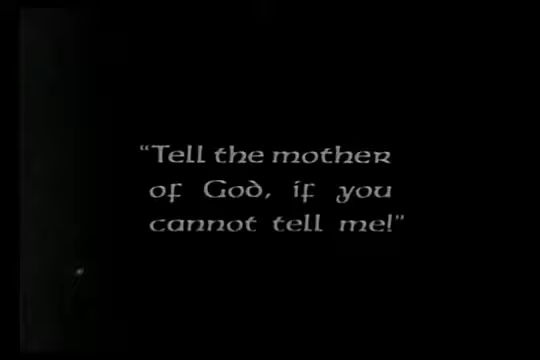 “Tell the mother
of God, if you
cannot tell me!”